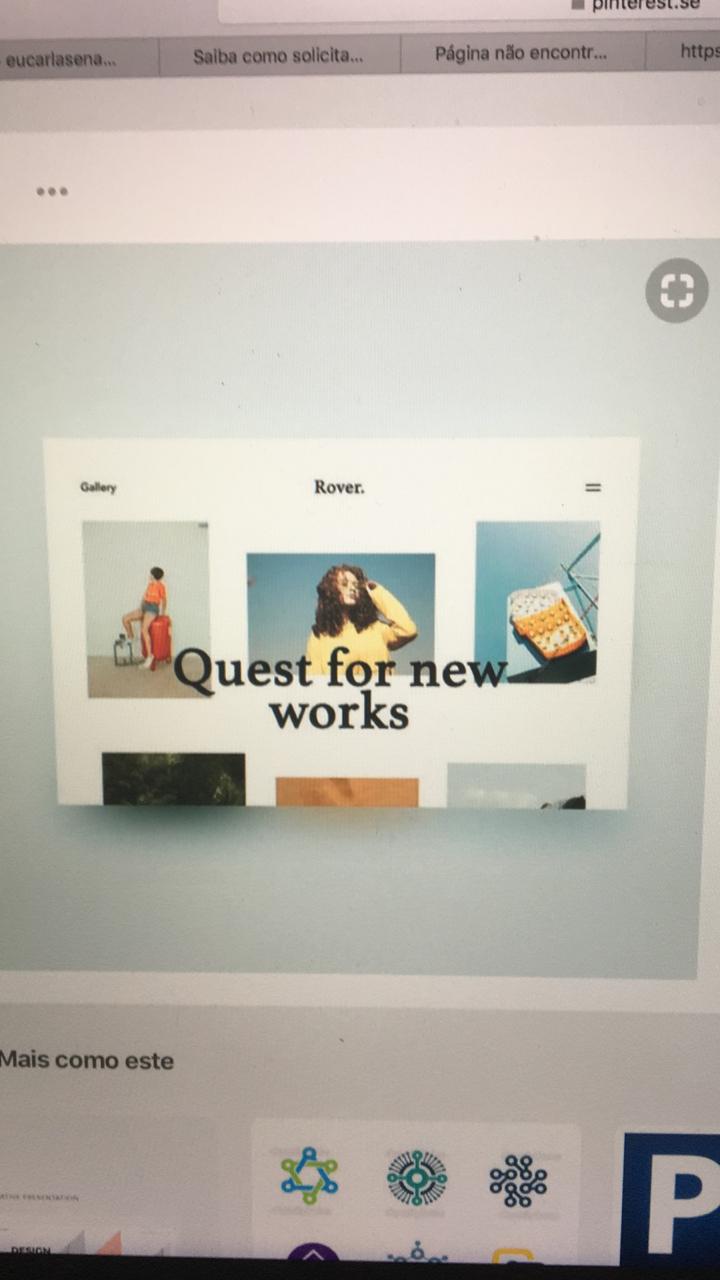 pinterest.se
eucarlasena...
Saiba como solicita...
Página não encontr...
https
Gallery
Rover.
Quest for new
works
Mais como este
DESIGN
P